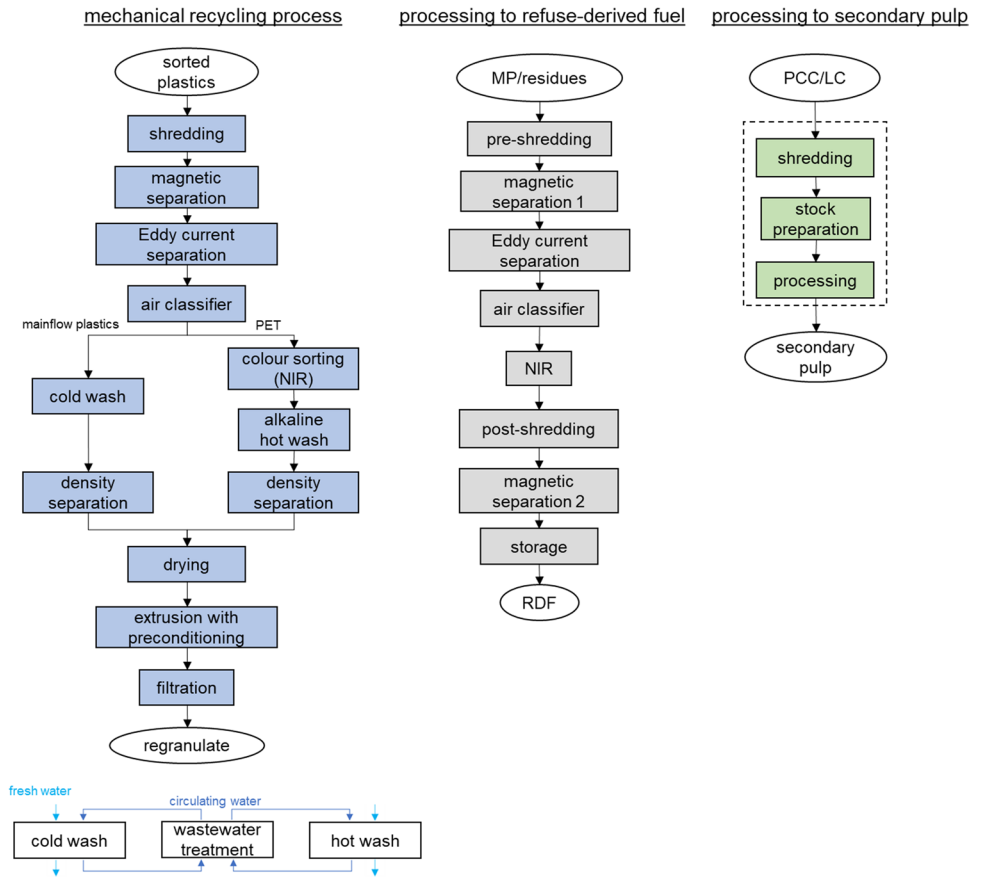 mechanical recycling process
sorted
plastics
shredding
magnetic
separation
Eddy current
separation
air classifier
mainflow plastics
PET
cold wash
colour sorting
(NIR)
alkaline
hot wash
density
separation
density
separation
drying
extrusion with
preconditioning
filtration
regranulate
fresh water
circulating water
cold wash
wastewater
treatment
hot wash
processing to refuse-derived fuel
MP/residues
pre-shredding
magnetic
separation 1
Eddy current
separation
air classifier
NIR
post-shredding
magnetic
separation 2
storage
RDF
processing to secondary pulp
PCC/LC
shredding
stock
preparation
processing
secondary
pulp